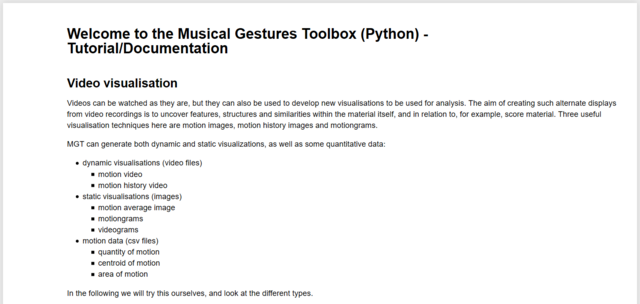 Welcome to the Musical Gestures Toolbox (Python) -
Tutorial/Documentation
Video visualisation
Videos can be watched as they are, but they can also be used to develop new visualisations to be used for analysis. The aim of creating such alternate displays
from video recordings is to uncover features, structures and similarities within the material itself, and in relation to, for example, score material. Three useful
visualisation techniques here are motion images, motion history images and motiongrams.
MGT can generate both dynamic and static visualizations, as well as some quantitative data:
• dynamic visualisations (video files)
▪ motion video
▪ motion history video
• static visualisations (images)
▪ motion average image
▪ motiongrams
▪ videograms
• motion data (csv files)
▪ quantity of motion
▪ centroid of motion
▪ area of motion
In the following we will try this ourselves, and look at the different types.